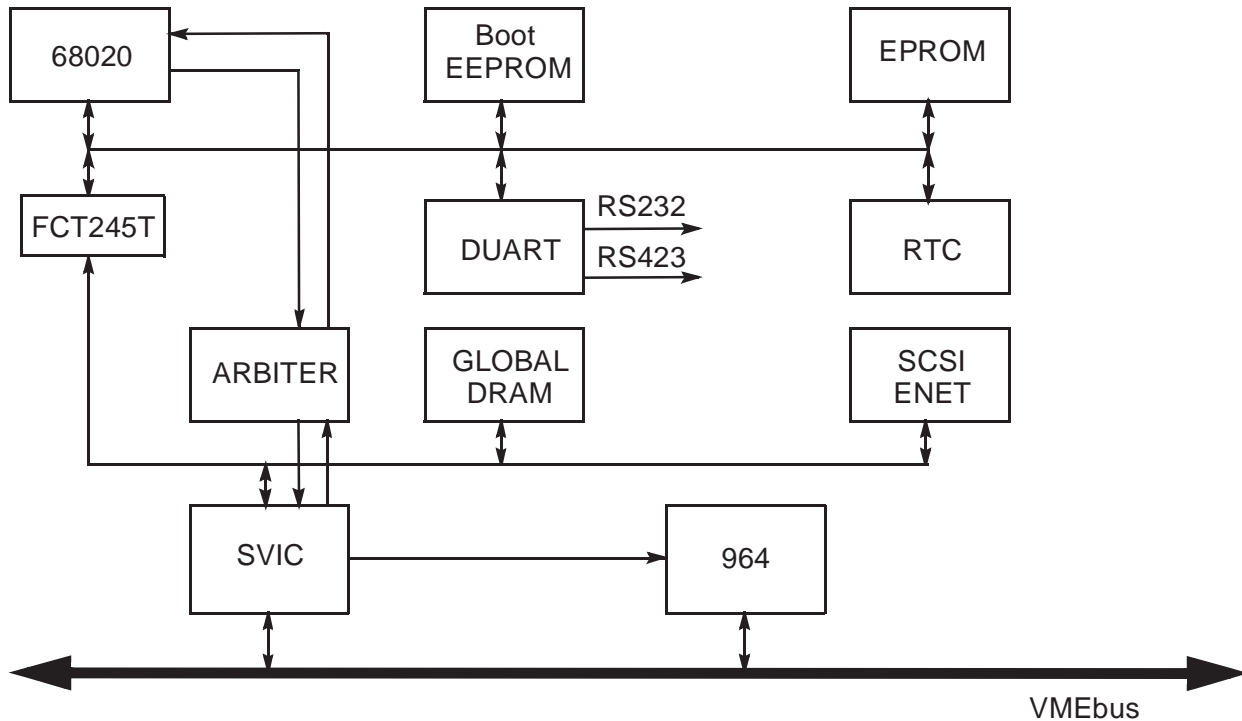 68020
Boot
EEPROM
EPROM
FCT245T
DUART
RS232
RS423
RTC
ARBITER
GLOBAL
DRAM
SCSI
ENET
SVIC
964
VMEbus